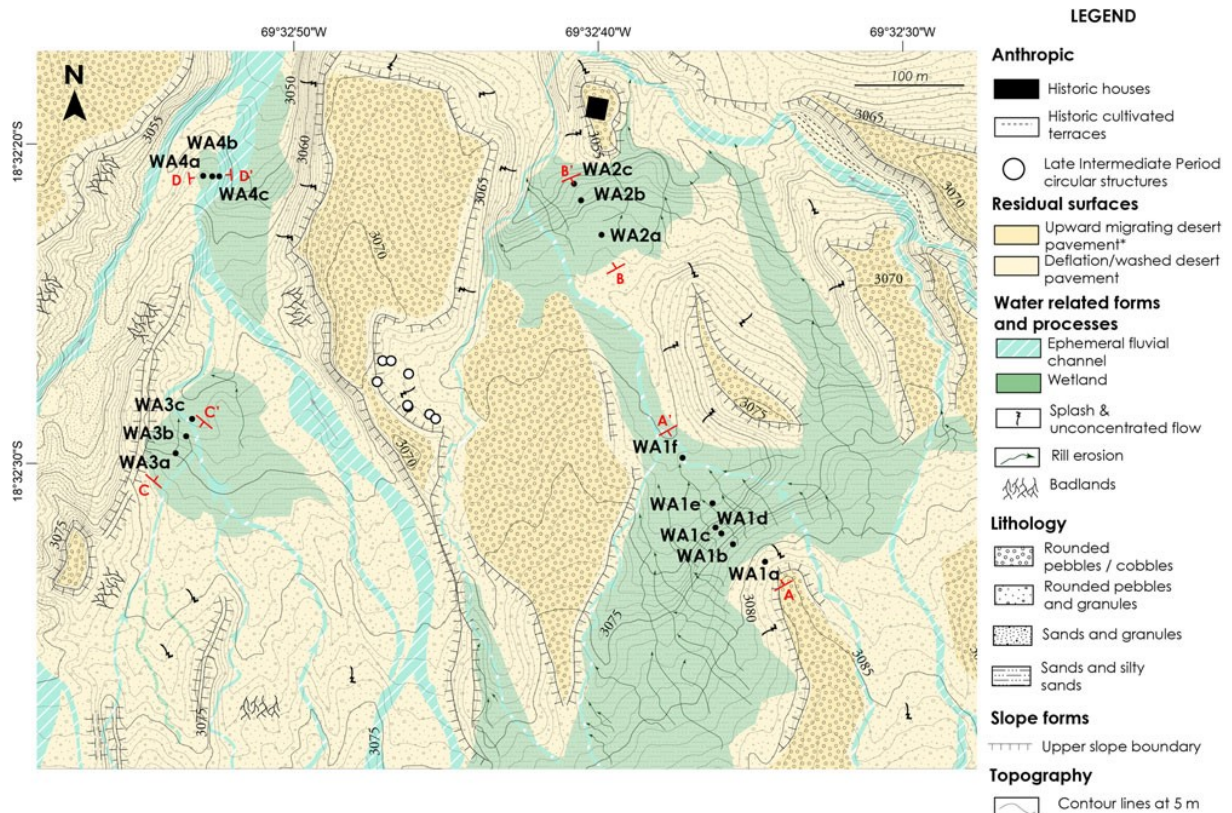 69°32'50"W
69°32'40"W
69°32'30"W
18°32'20"S
18°32'30"S
N
100 m
3050
3055
3060
3065
3055
3065
3070
3070
3070
3070
3075
3075
3075
3075
3075
3080
3085
WA4b
WA4a
D
D'
WA4c
B'
WA2c
WA2b
WA2a
B
WA3c
C'
WA3b
WA3a
C
A'
WA1f
WA1e
WA1d
WA1c
WA1b
WA1a
A
LEGEND
Anthropic
Historic houses
Historic cultivated
terraces
Late Intermediate Period
circular structures
Residual surfaces
Upward migrating desert
pavement*
Deflation/washed desert
pavement
Water related forms
and processes
Ephemeral fluvial
channel
Wetland
Splash &
unconcentrated flow
Rill erosion
Badlands
Lithology
Rounded
pebbles / cobbles
Rounded pebbles
and granules
Sands and granules
Sands and silty
sands
Slope forms
Upper slope boundary
Topography
Contour lines at 5 m